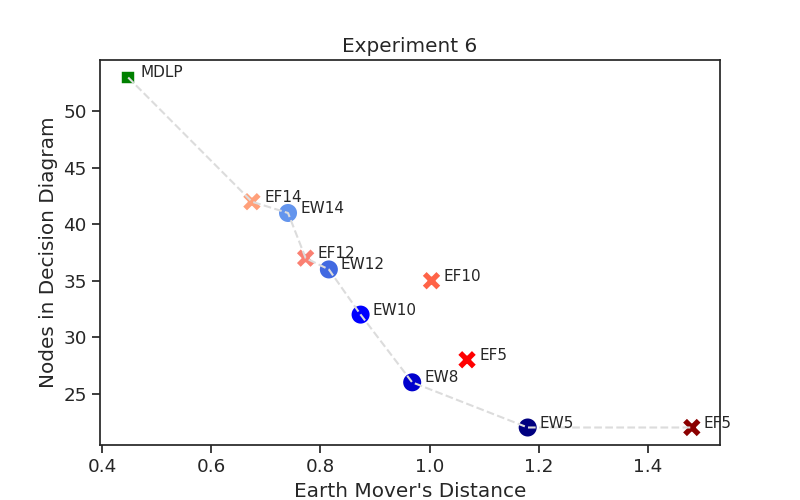 Experiment 6
Nodes in Decision Diagram
50
45
40
35
30
25
MDLP
EF14
EW14
EF12
EW12
EF10
EW10
EF5
EW8
EW5
EF5
0.4
0.6
0.8
1.0
1.2
1.4
Earth Mover's Distance